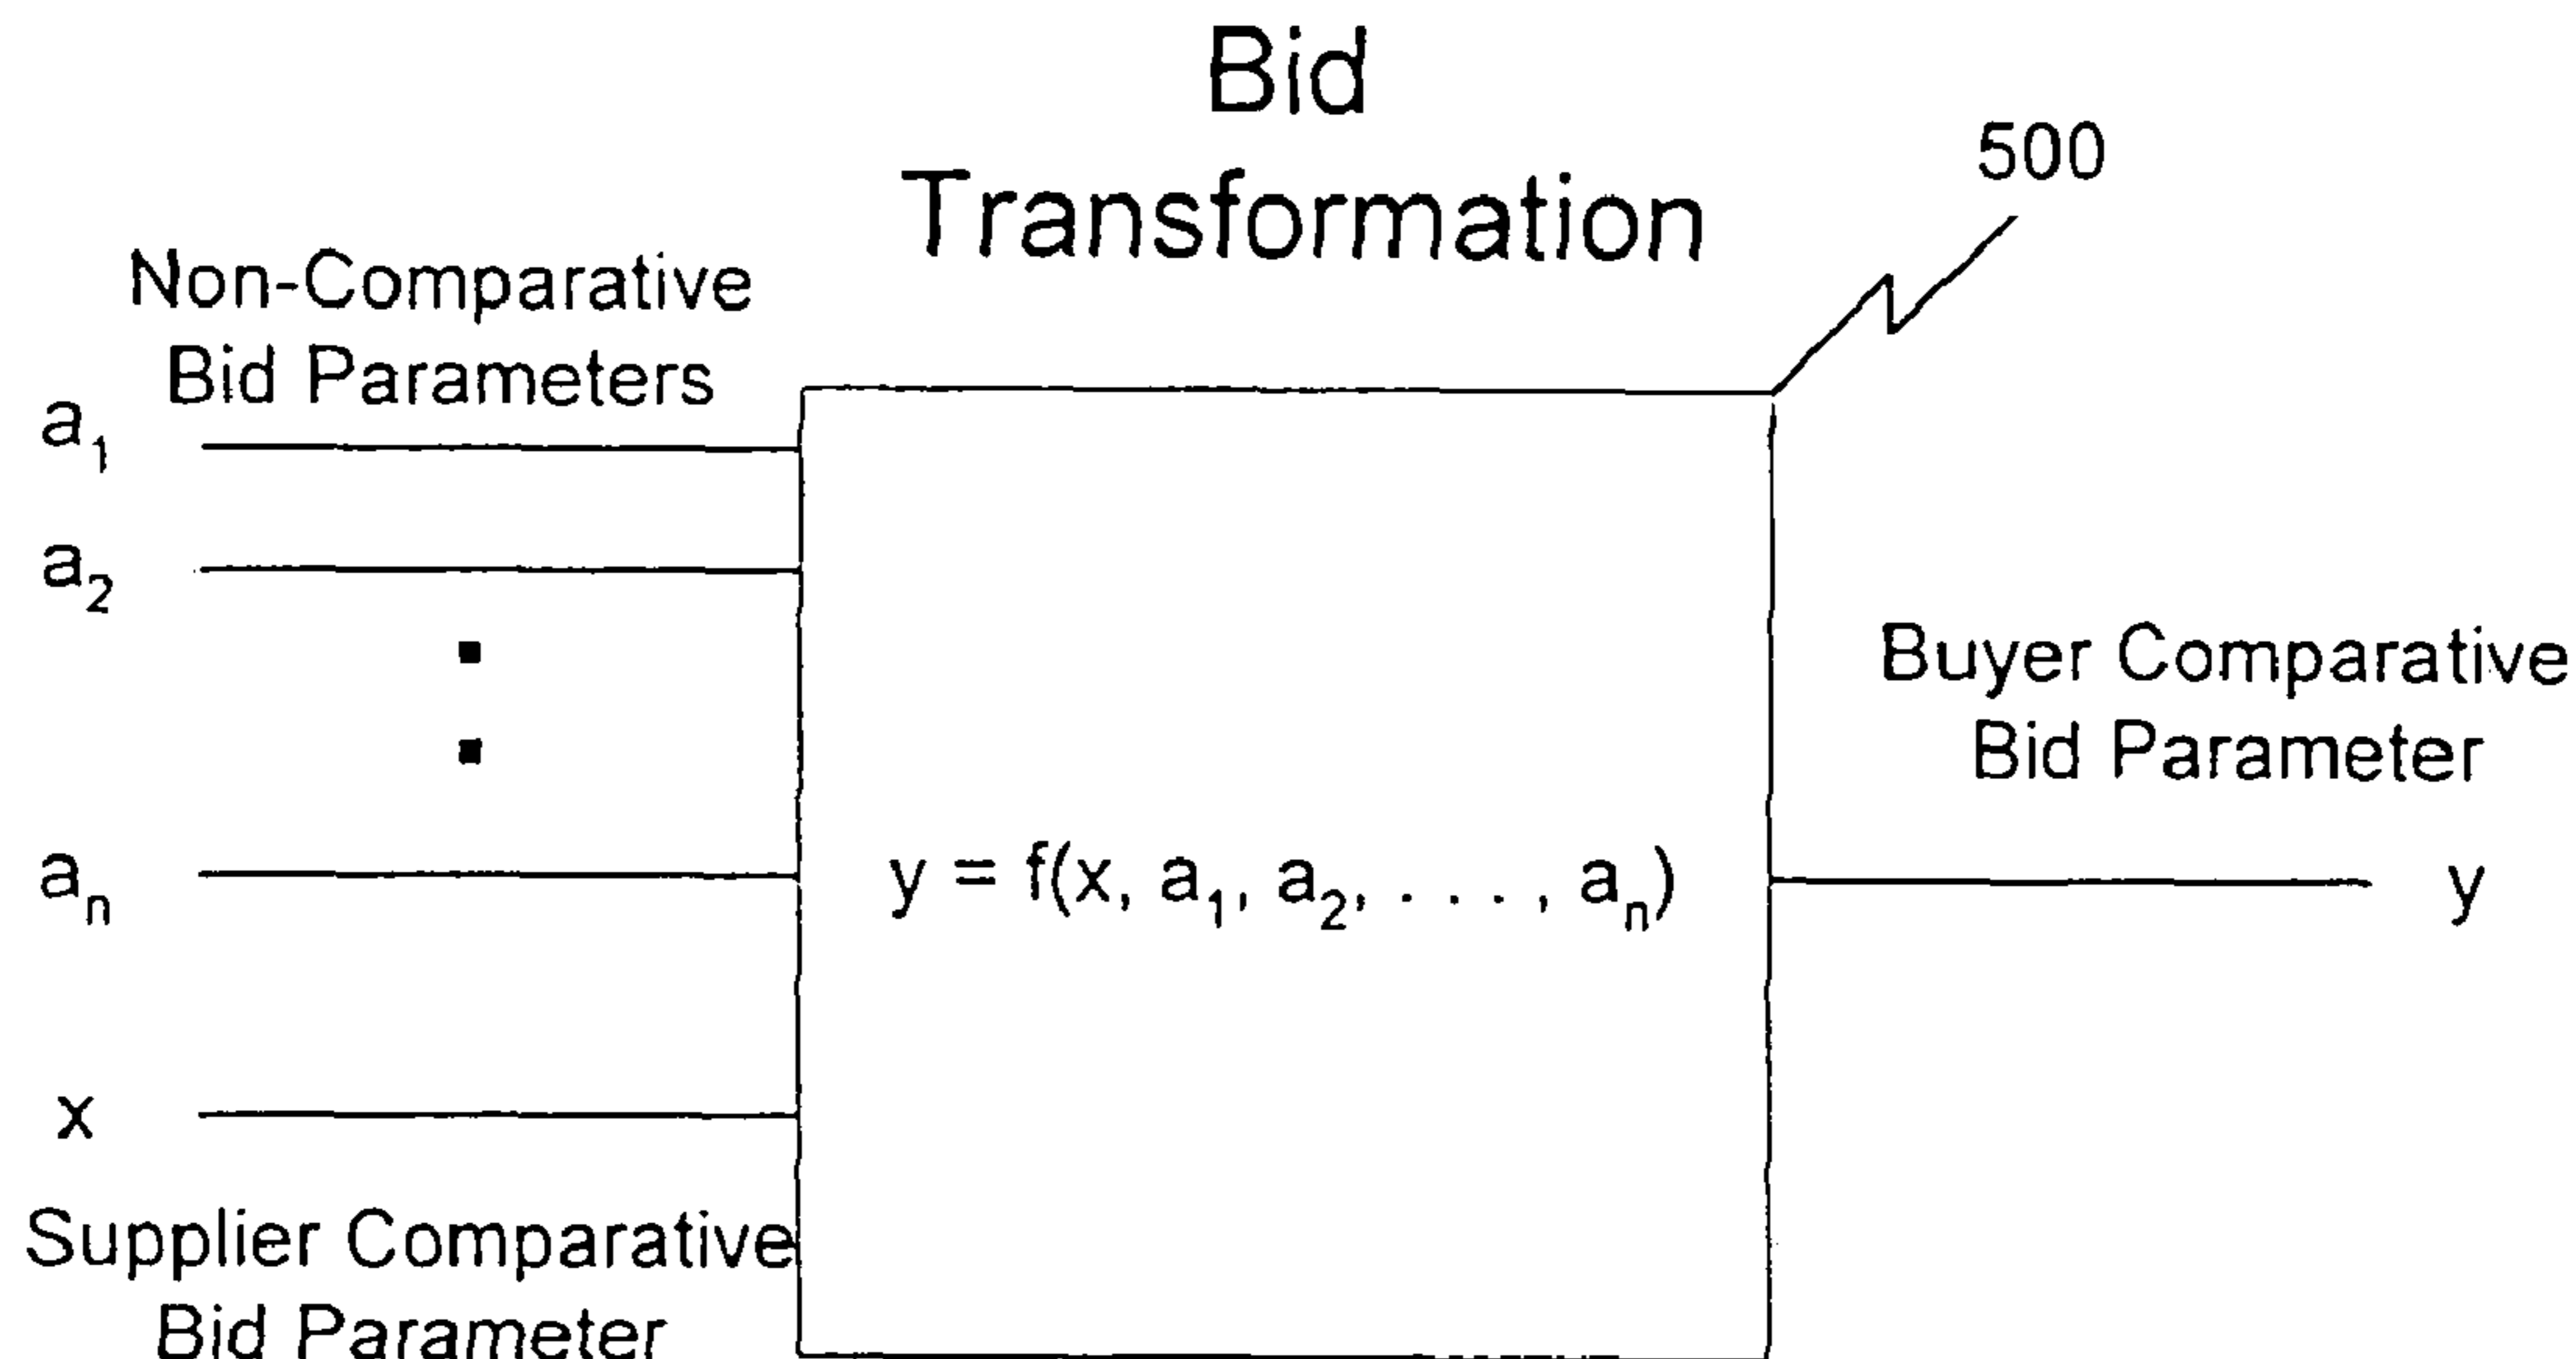 Bid
Transformation
500
Non-Comparative
Bid Parameters
a₁
a₂
aₙ
x
Supplier Comparative
Bid Parameter
y = f(x, a₁, a₂, . . . , aₙ)
Buyer Comparative
Bid Parameter
y